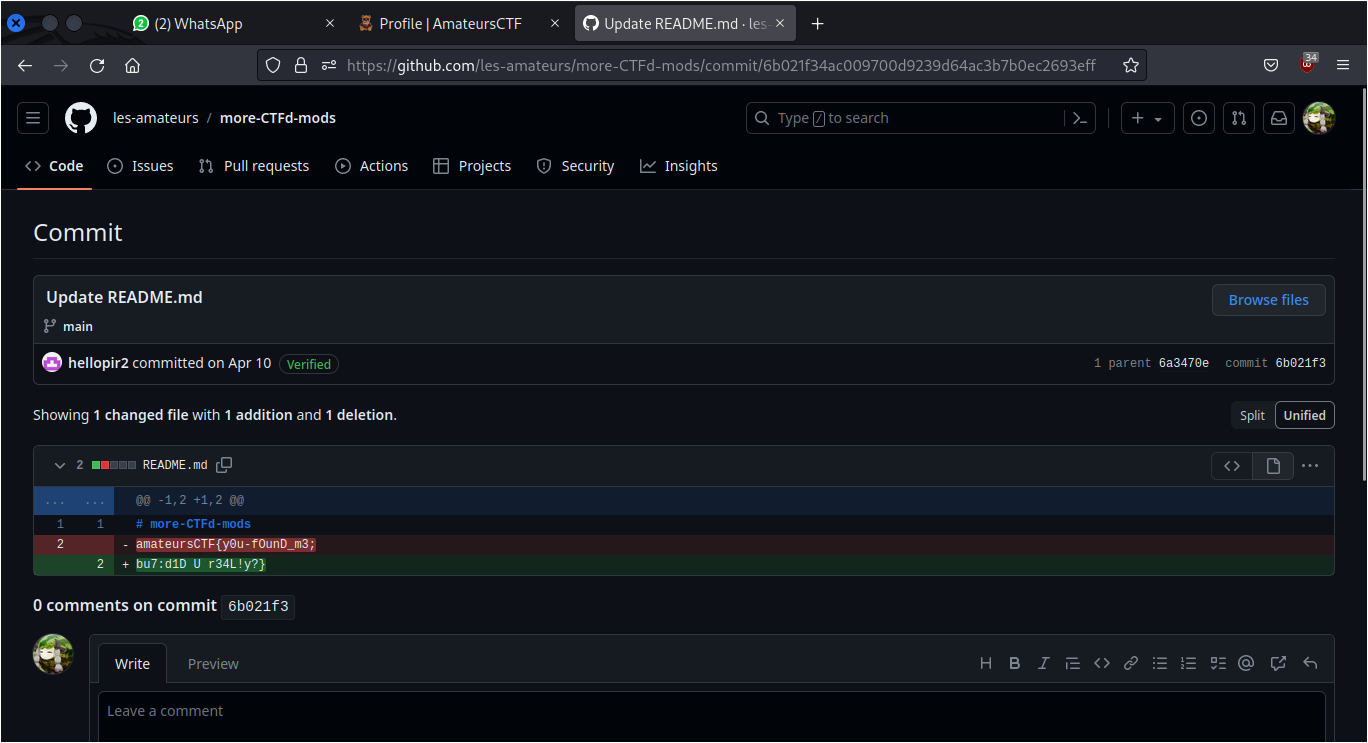 (2) WhatsApp
Profile | AmateursCTF
Update README.md · les-
https://github.com/les-amateurs/more-CTFd-mods/commit/6b021f34ac009700d9239d64ac3b7b0ec2693eff
34
les-amateurs / more-CTFd-mods
Type / to search
Code Issues Pull requests Actions Projects Security Insights
Commit
Update README.md
Browse files
main
hellopir2 committed on Apr 10 Verified
1 parent 6a3470e commit 6b021f3
Showing 1 changed file with 1 addition and 1 deletion.
Split Unified
2 README.md
... ... @@ -1,2 +1,2 @@
1 1 # more-CTFd-mods
2 - amateursCTF{y0u-fOunD_m3;
2 + bu7:d1D U r34L!y?}
0 comments on commit 6b021f3
Write Preview
Leave a comment